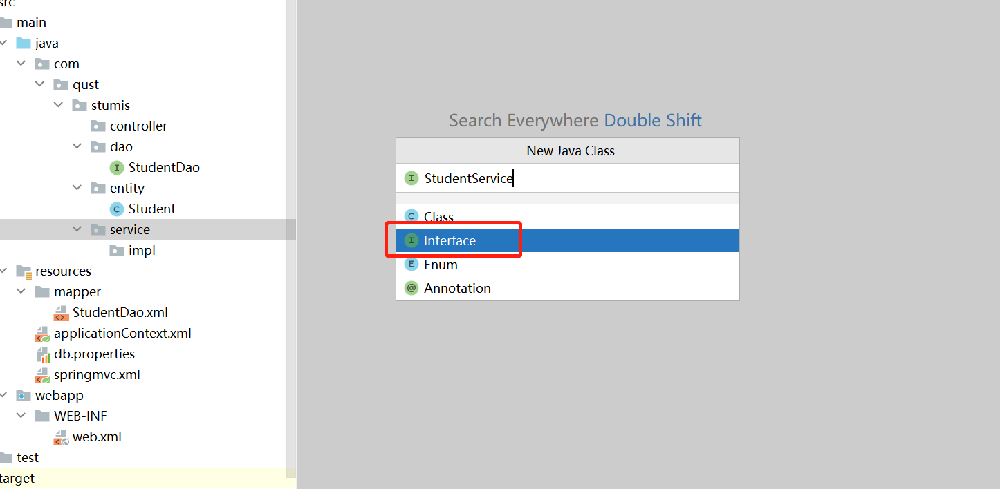 src
main
java
com
qust
stumis
controller
dao
StudentDao
entity
Student
service
impl
resources
mapper
StudentDao.xml
applicationContext.xml
db.properties
springmvc.xml
webapp
WEB-INF
web.xml
test
target
Search Everywhere Double Shift
New Java Class
I StudentService
C Class
I Interface
E Enum
@ Annotation